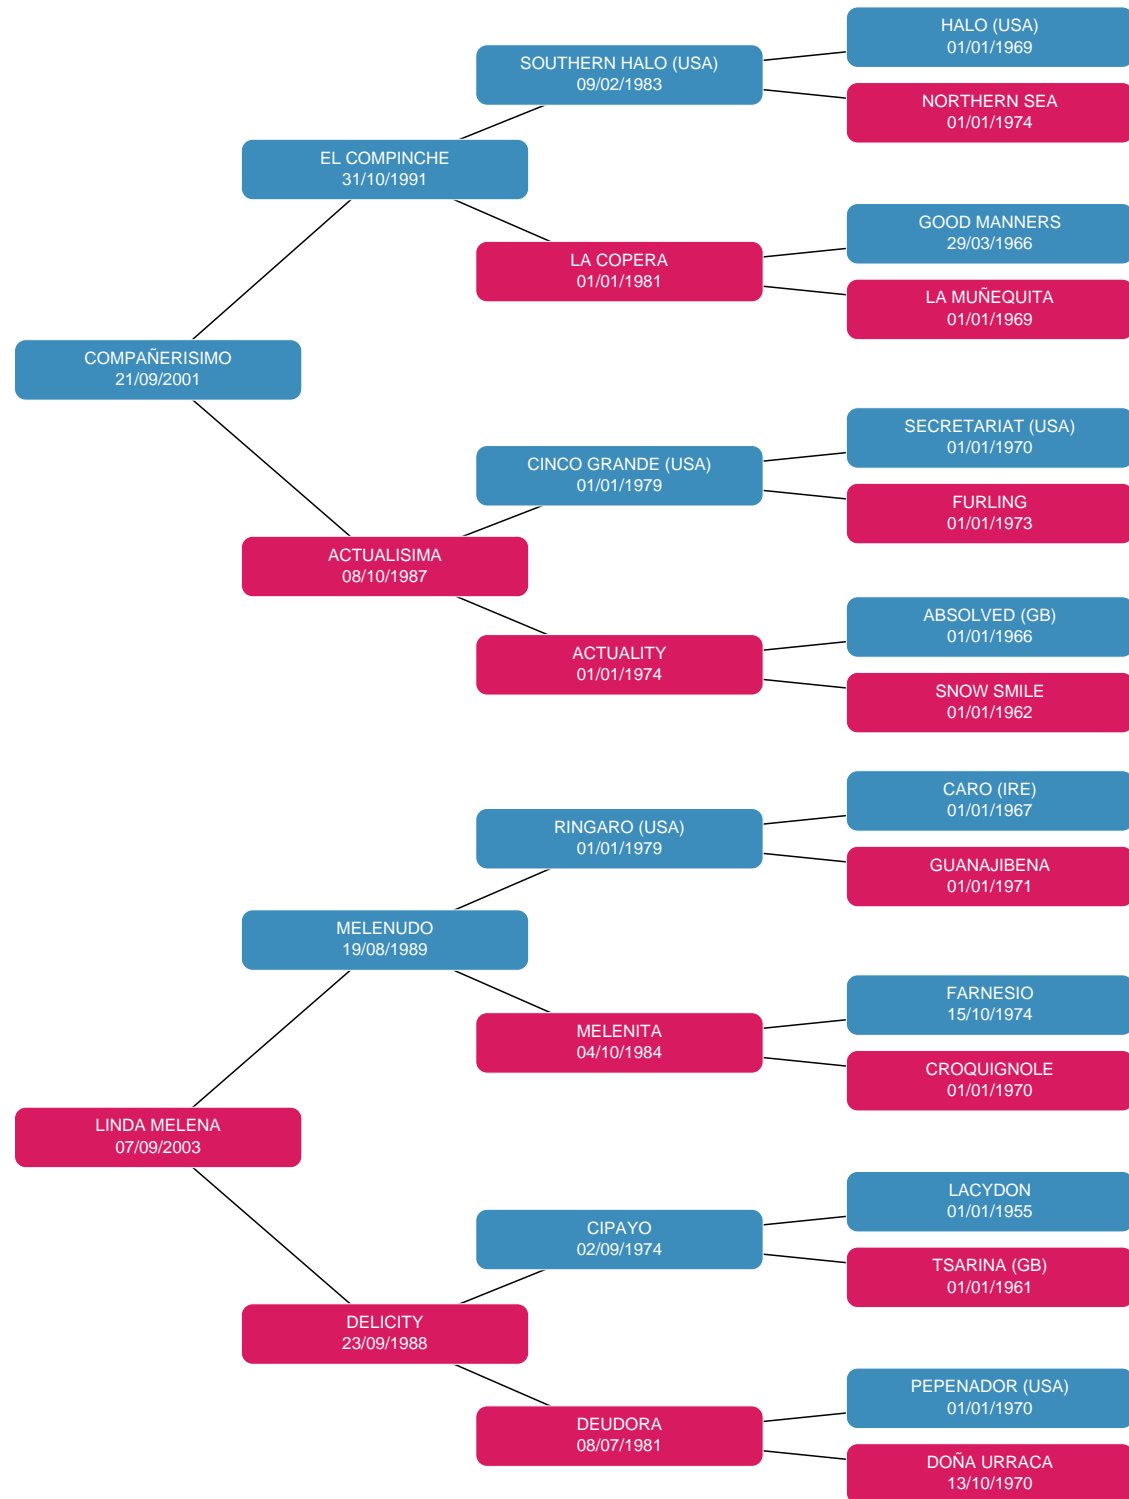 HALO (USA)
01/01/1969
SOUTHERN HALO (USA)
09/02/1983
NORTHERN SEA
01/01/1974
EL COMPINCHE
31/10/1991
GOOD MANNERS
29/03/1966
LA COPERA
01/01/1981
LA MUÑEQUITA
01/01/1969
COMPAÑERISIMO
21/09/2001
SECRETARIAT (USA)
01/01/1970
CINCO GRANDE (USA)
01/01/1979
FURLING
01/01/1973
ACTUALISIMA
08/10/1987
ABSOLVED (GB)
01/01/1966
ACTUALITY
01/01/1974
SNOW SMILE
01/01/1962
CARO (IRE)
01/01/1967
RINGARO (USA)
01/01/1979
GUANAJIBENA
01/01/1971
MELENUDO
19/08/1989
FARNESIO
15/10/1974
MELENITA
04/10/1984
CROQUIGNOLE
01/01/1970
LINDA MELENA
07/09/2003
LACYDON
01/01/1955
CIPAYO
02/09/1974
TSARINA (GB)
01/01/1961
DELICITY
23/09/1988
PEPENADOR (USA)
01/01/1970
DEUDORA
08/07/1981
DOÑA URRACA
13/10/1970